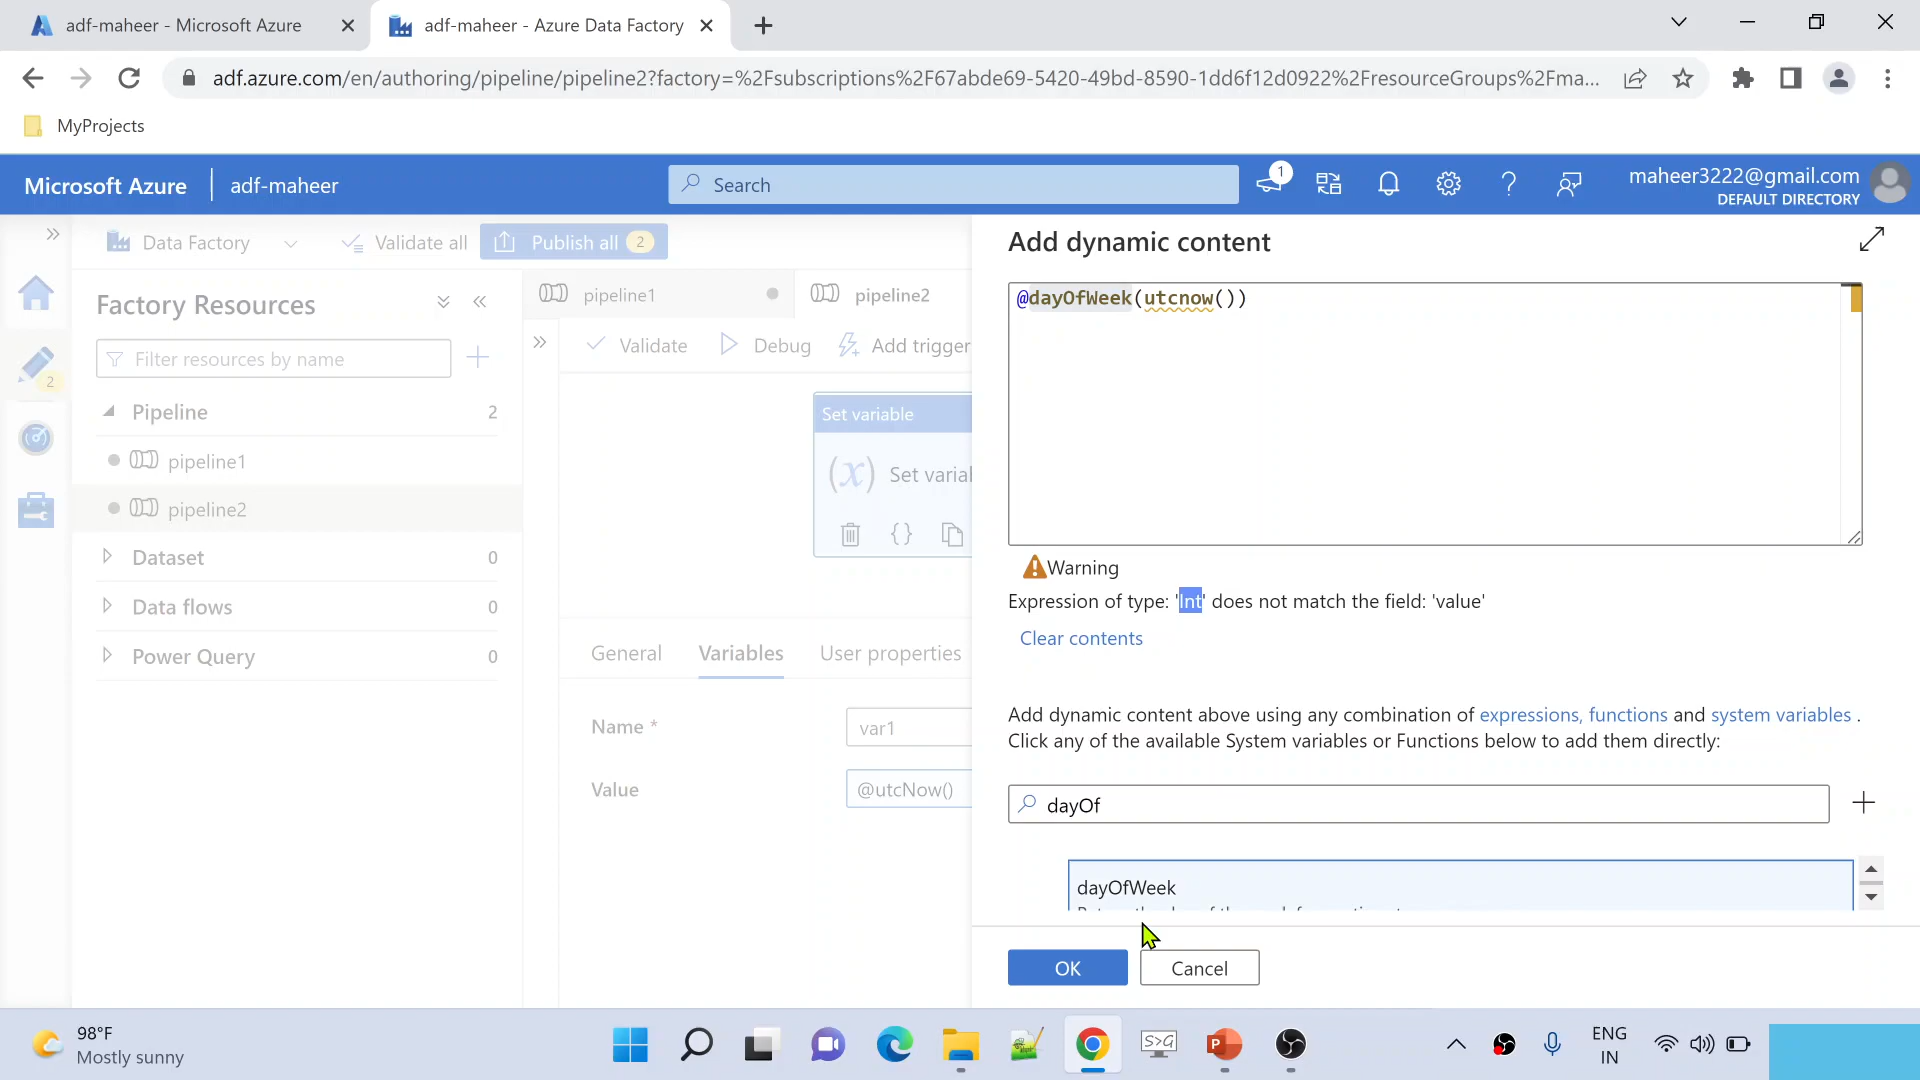 adf-maheer - Microsoft Azure
adf-maheer - Azure Data Factory
adf.azure.com/en/authoring/pipeline/pipeline2?factory=%2Fsubscriptions%2F67abde69-5420-49bd-8590-1dd6f12d0922%2FresourceGroups%2Fma...
MyProjects
Microsoft Azure
adf-maheer
Search
1
maheer3222@gmail.com
DEFAULT DIRECTORY
Data Factory
Validate all
Publish all
2
Factory Resources
Filter resources by name
2
Pipeline
2
pipeline1
pipeline2
Dataset
0
Data flows
0
Power Query
0
pipeline1
pipeline2
Validate
Debug
Add trigger
Set variable
(x)
Set varial
General
Variables
User properties
Name *
var1
Value
@utcNow()
Add dynamic content
@dayOfWeek(utcnow())
Warning
Expression of type: 'Int' does not match the field: 'value'
Clear contents
Add dynamic content above using any combination of expressions, functions and system variables .
Click any of the available System variables or Functions below to add them directly:
dayOf
dayOfWeek
OK
Cancel
98°F
Mostly sunny
S>G
ENG
IN